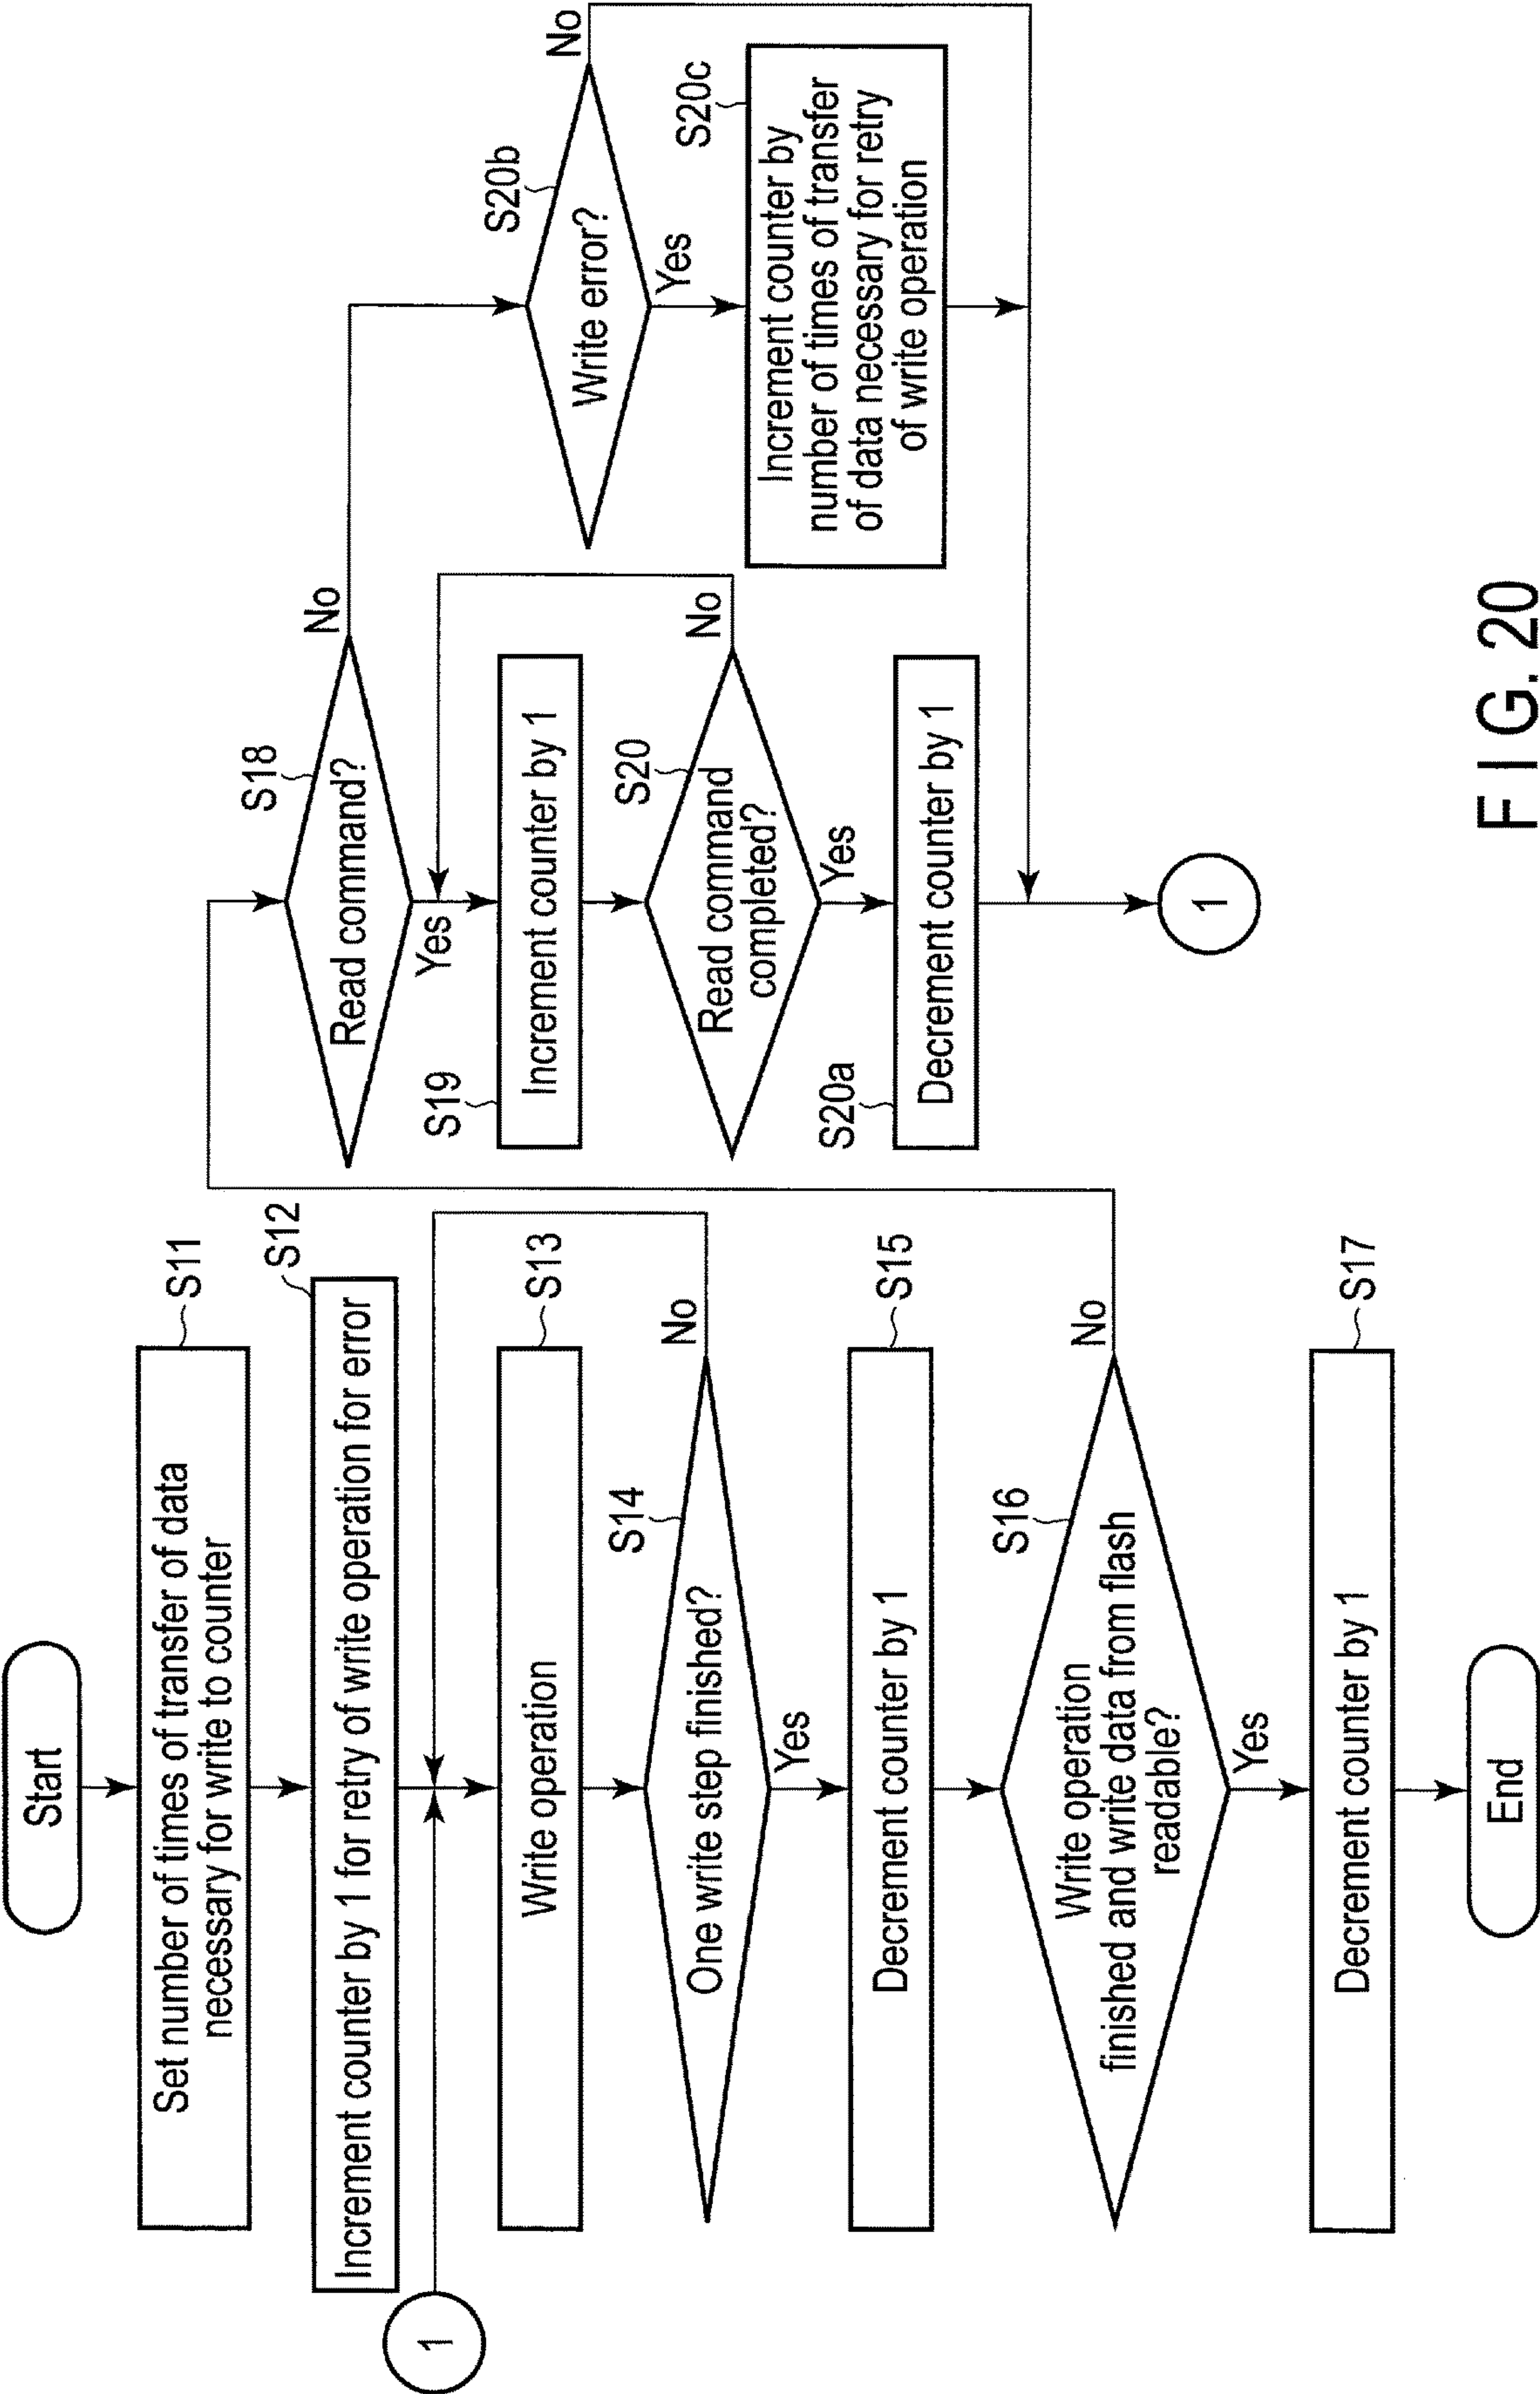 Start
S11
Set number of times of transfer of data
necessary for write to counter
S12
Increment counter by 1 for retry of write operation for error
1
S13
Write operation
S14
One write step finished?
No
Yes
S15
Decrement counter by 1
S16
Write operation
finished and write data from flash
readable?
No
Yes
S17
Decrement counter by 1
End
S18
Read command?
No
Yes
S19
Increment counter by 1
S20
Read command
completed?
No
Yes
S20a
Decrement counter by 1
1
S20b
Write error?
No
Yes
S20c
Increment counter by
number of times of transfer
of data necessary for retry
of write operation
FIG. 20